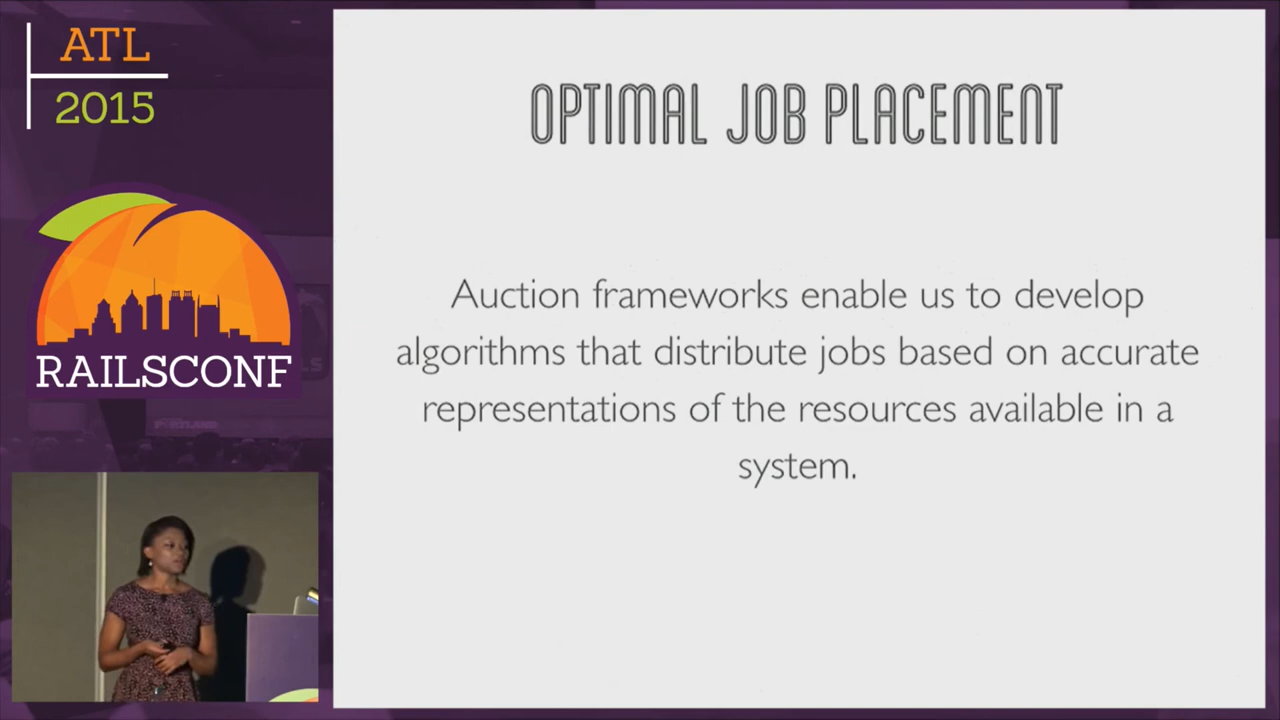 ATL
2015
RAILSCONF
OPTIMAL JOB PLACEMENT
Auction frameworks enable us to develop
algorithms that distribute jobs based on accurate
representations of the resources available in a
system.